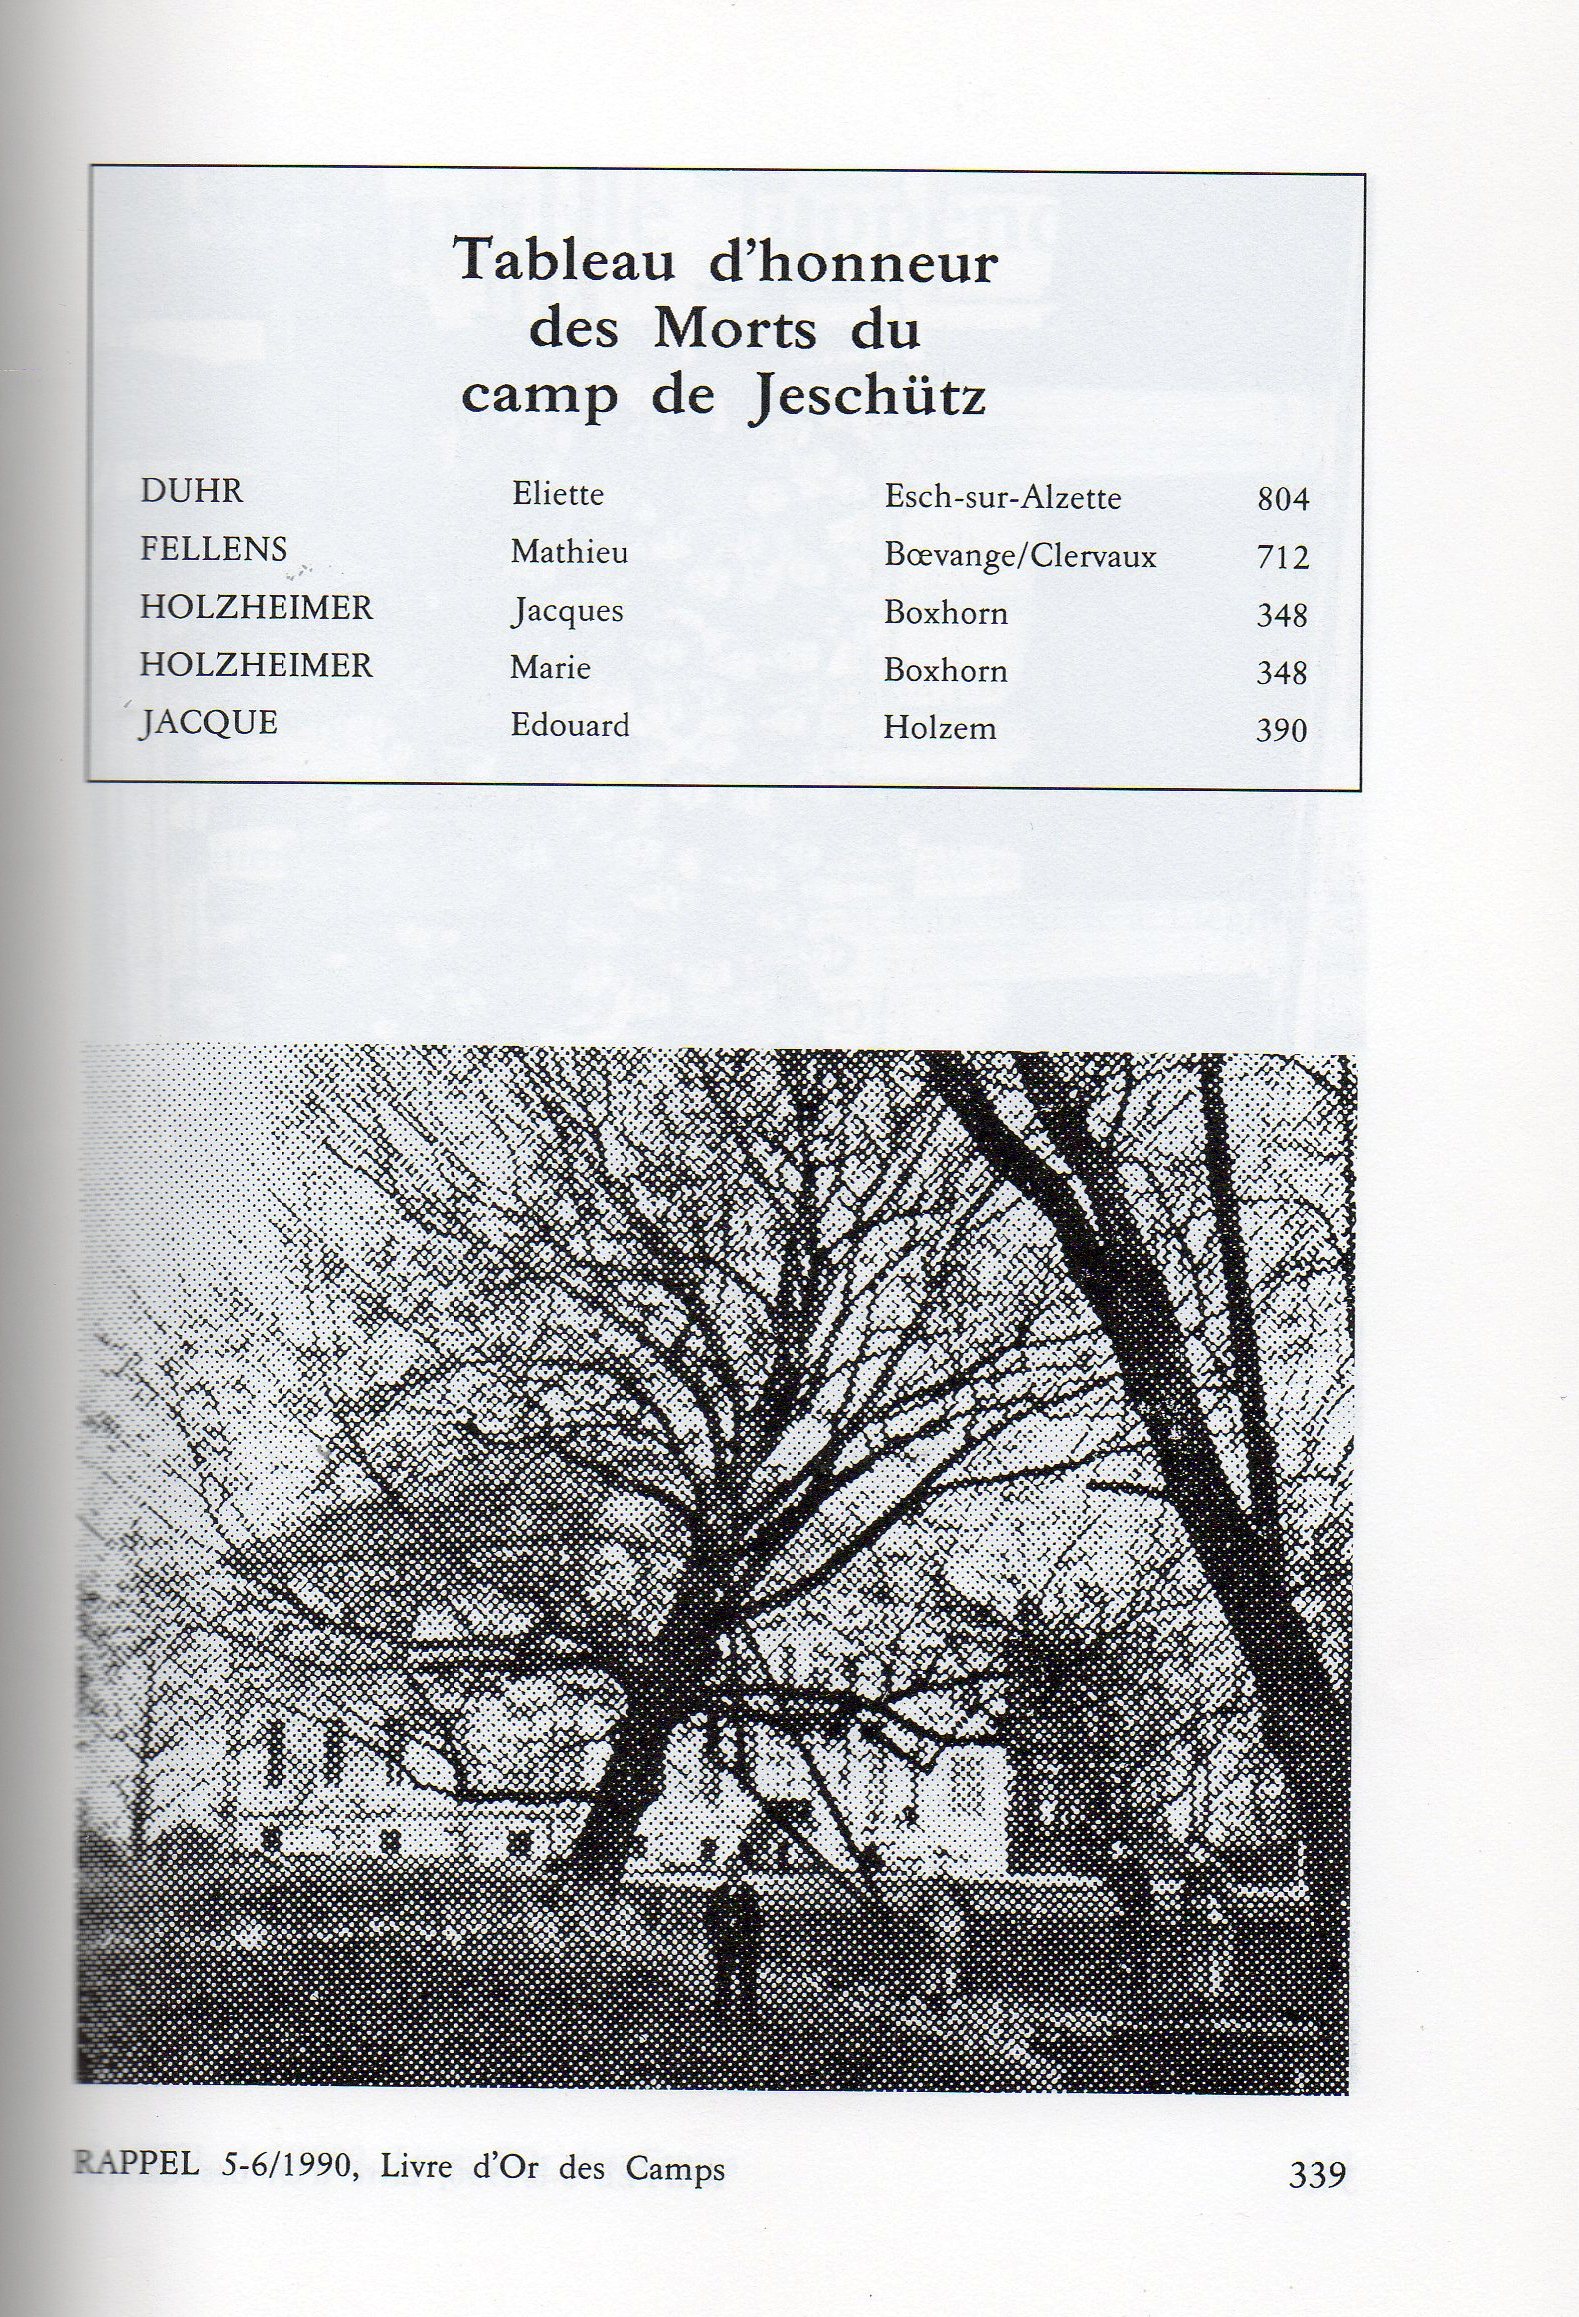 Tableau d'honneur
des Morts du
camp de Jeschütz
DUHR Eliette Esch-sur-Alzette 804
FELLENS Mathieu Bœvange/Clervaux 712
HOLZHEIMER Jacques Boxhorn 348
HOLZHEIMER Marie Boxhorn 348
JACQUE Edouard Holzem 390
RAPPEL 5-6/1990, Livre d'Or des Camps 339